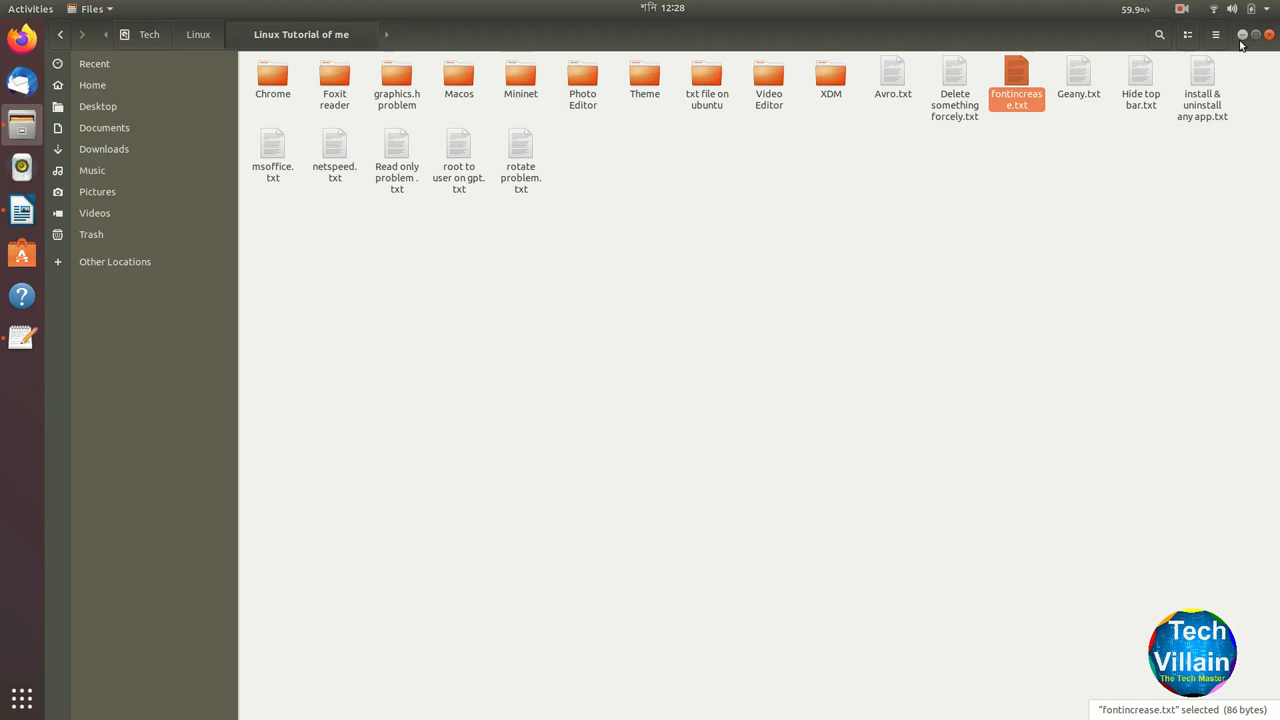 Activities
Files
শনি 12:28
59.9%
Tech
Linux
Linux Tutorial of me
Recent
Home
Desktop
Documents
Downloads
Music
Pictures
Videos
Trash
Other Locations
Chrome
Foxit
reader
graphics.h
problem
Macos
Mininet
Photo
Editor
Theme
txt file on
ubuntu
Video
Editor
XDM
Avro.txt
Delete
something
forcely.txt
fontincreas
e.txt
Geany.txt
Hide top
bar.txt
install &
uninstall
any app.txt
msoffice.
txt
netspeed.
txt
Read only
problem .
txt
root to
user on gpt.
txt
rotate
problem.
txt
Tech
Villain
The Tech Master
“fontincrease.txt” selected (86 bytes)